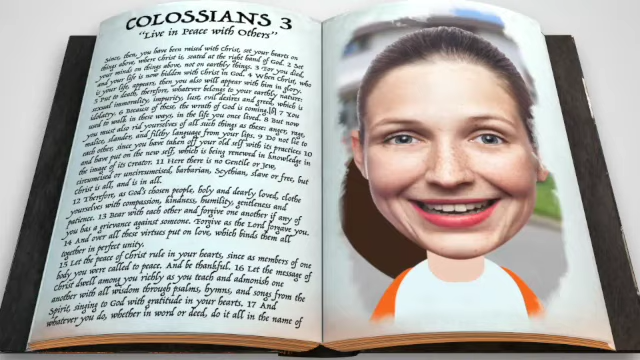 COLOSSIANS 3
"Live in Peace with Others"
Since, then, you have been raised with Christ, set your hearts on
things above, where Christ is, seated at the right hand of God. 2 Set
your minds on things above, not on earthly things. 3 For you died,
and your life is now hidden with Christ in God. 4 When Christ, who
is your life, appears, then you also will appear with him in glory.
5 Put to death, therefore, whatever belongs to your earthly nature:
sexual immorality, impurity, lust, evil desires and greed, which is
idolatry. 6 Because of these, the wrath of God is coming.[b] 7 You
used to walk in these ways, in the life you once lived. 8 But now
you must also rid yourselves of all such things as these: anger, rage,
malice, slander, and filthy language from your lips. 9 Do not lie to
each other, since you have taken off your old self with its practices 10
and have put on the new self, which is being renewed in knowledge in
the image of its Creator. 11 Here there is no Gentile or Jew,
circumcised or uncircumcised, barbarian, Scythian, slave or free, but
Christ is all, and is in all.
12 Therefore, as God's chosen people, holy and dearly loved, clothe
yourselves with compassion, kindness, humility, gentleness and
patience. 13 Bear with each other and forgive one another if any of
you has a grievance against someone. Forgive as the Lord forgave you.
14 And over all these virtues put on love, which binds them all
together in perfect unity.
15 Let the peace of Christ rule in your hearts, since as members of one
body you were called to peace. And be thankful. 16 Let the message of
Christ dwell among you richly as you teach and admonish one
another with all wisdom through psalms, hymns, and songs from the
Spirit, singing to God with gratitude in your hearts. 17 And
whatever you do, whether in word or deed, do it all in the name of